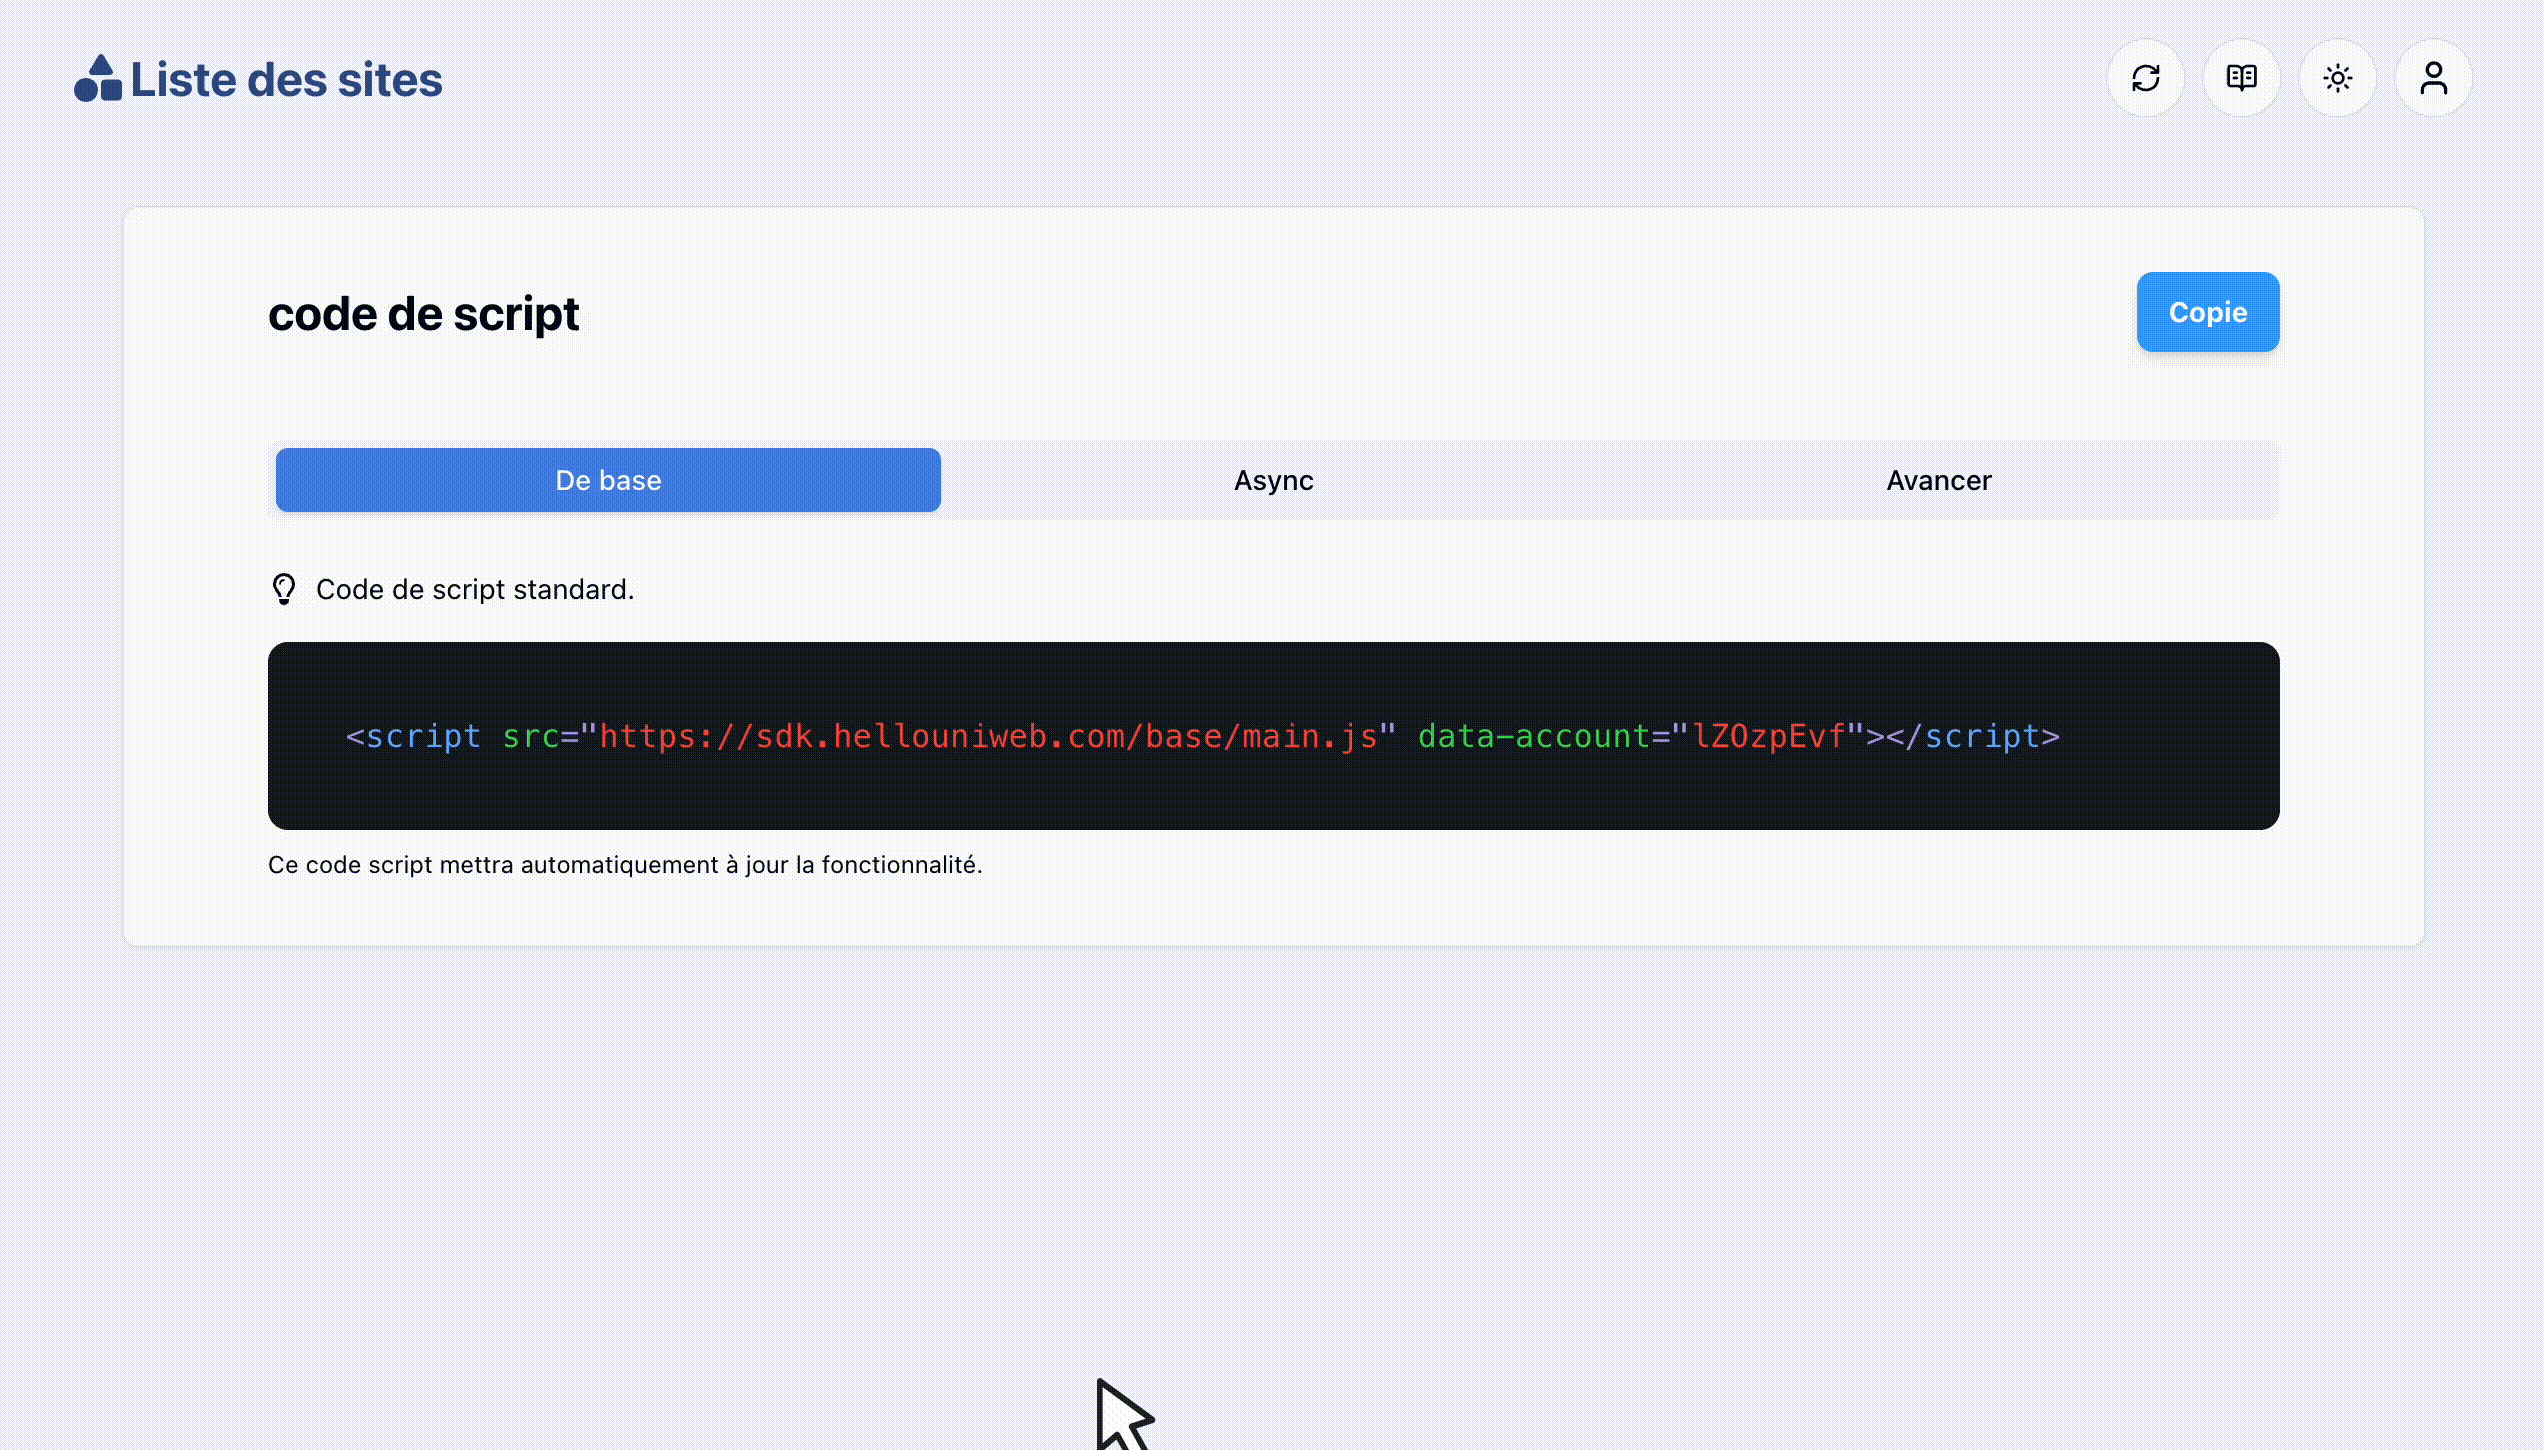 Liste des sites
code de script
Copie
De base
Async
Avancer
Code de script standard.
<script src="https://sdk.hellouniweb.com/base/main.js" data-account="lZOzpEvf"></script>
Ce code script mettra automatiquement à jour la fonctionnalité.